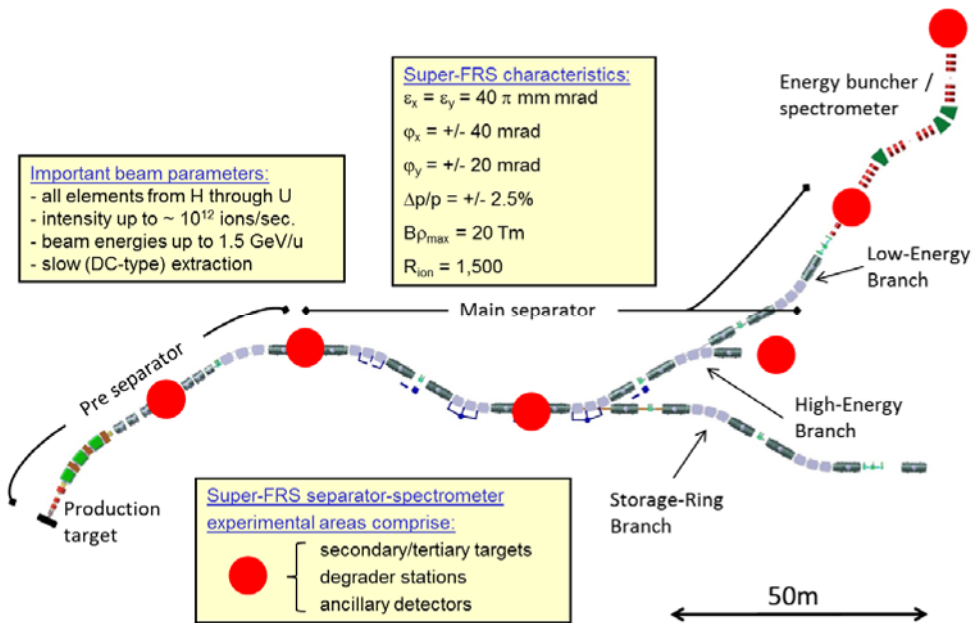 Super-FRS characteristics:
εx = εy = 40 π mm mrad
φx = +/- 40 mrad
φy = +/- 20 mrad
Δp/p = +/- 2.5%
Bρmax = 20 Tm
Rion = 1,500
Energy buncher /
spectrometer
Important beam parameters:
- all elements from H through U
- intensity up to ~ 10¹² ions/sec.
- beam energies up to 1.5 GeV/u
- slow (DC-type) extraction
Low-Energy
Branch
Main separator
Pre separator
High-Energy
Branch
Storage-Ring
Branch
Production
target
Super-FRS separator-spectrometer
experimental areas comprise:
secondary/tertiary targets
degrader stations
ancillary detectors
50m